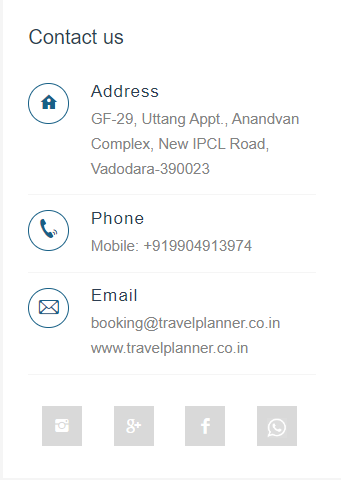 Contact us
Address
GF-29, Uttang Appt., Anandvan
Complex, New IPCL Road,
Vadodara-390023
Phone
Mobile: +919904913974
Email
booking@travelplanner.co.in
www.travelplanner.co.in